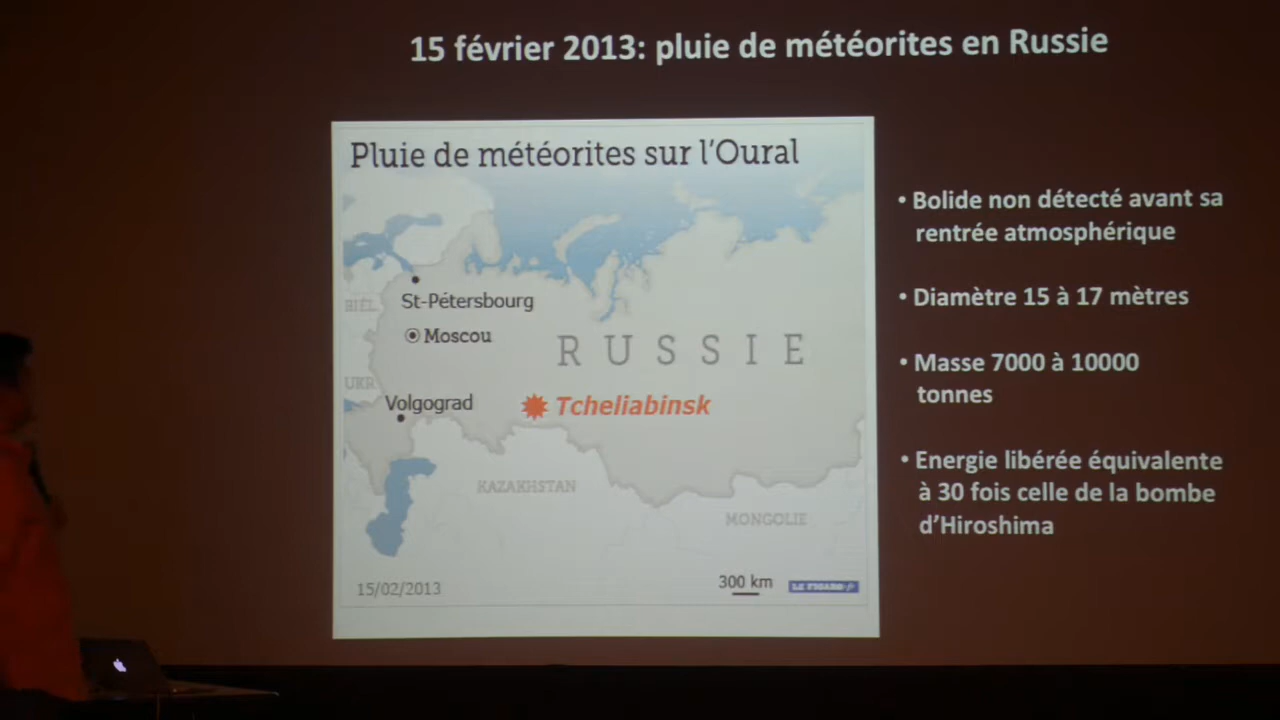 15 février 2013: pluie de météorites en Russie
Pluie de météorites sur l'Oural
St-Pétersbourg
BIÉL.
Moscou
RUSSIE
UKR
Volgograd
Tcheliabinsk
KAZAKHSTAN
MONGOLIE
15/02/2013
300 km
LE FIGARO.fr
• Bolide non détecté avant sa
rentrée atmosphérique
• Diamètre 15 à 17 mètres
• Masse 7000 à 10000
tonnes
• Energie libérée équivalente
à 30 fois celle de la bombe
d'Hiroshima